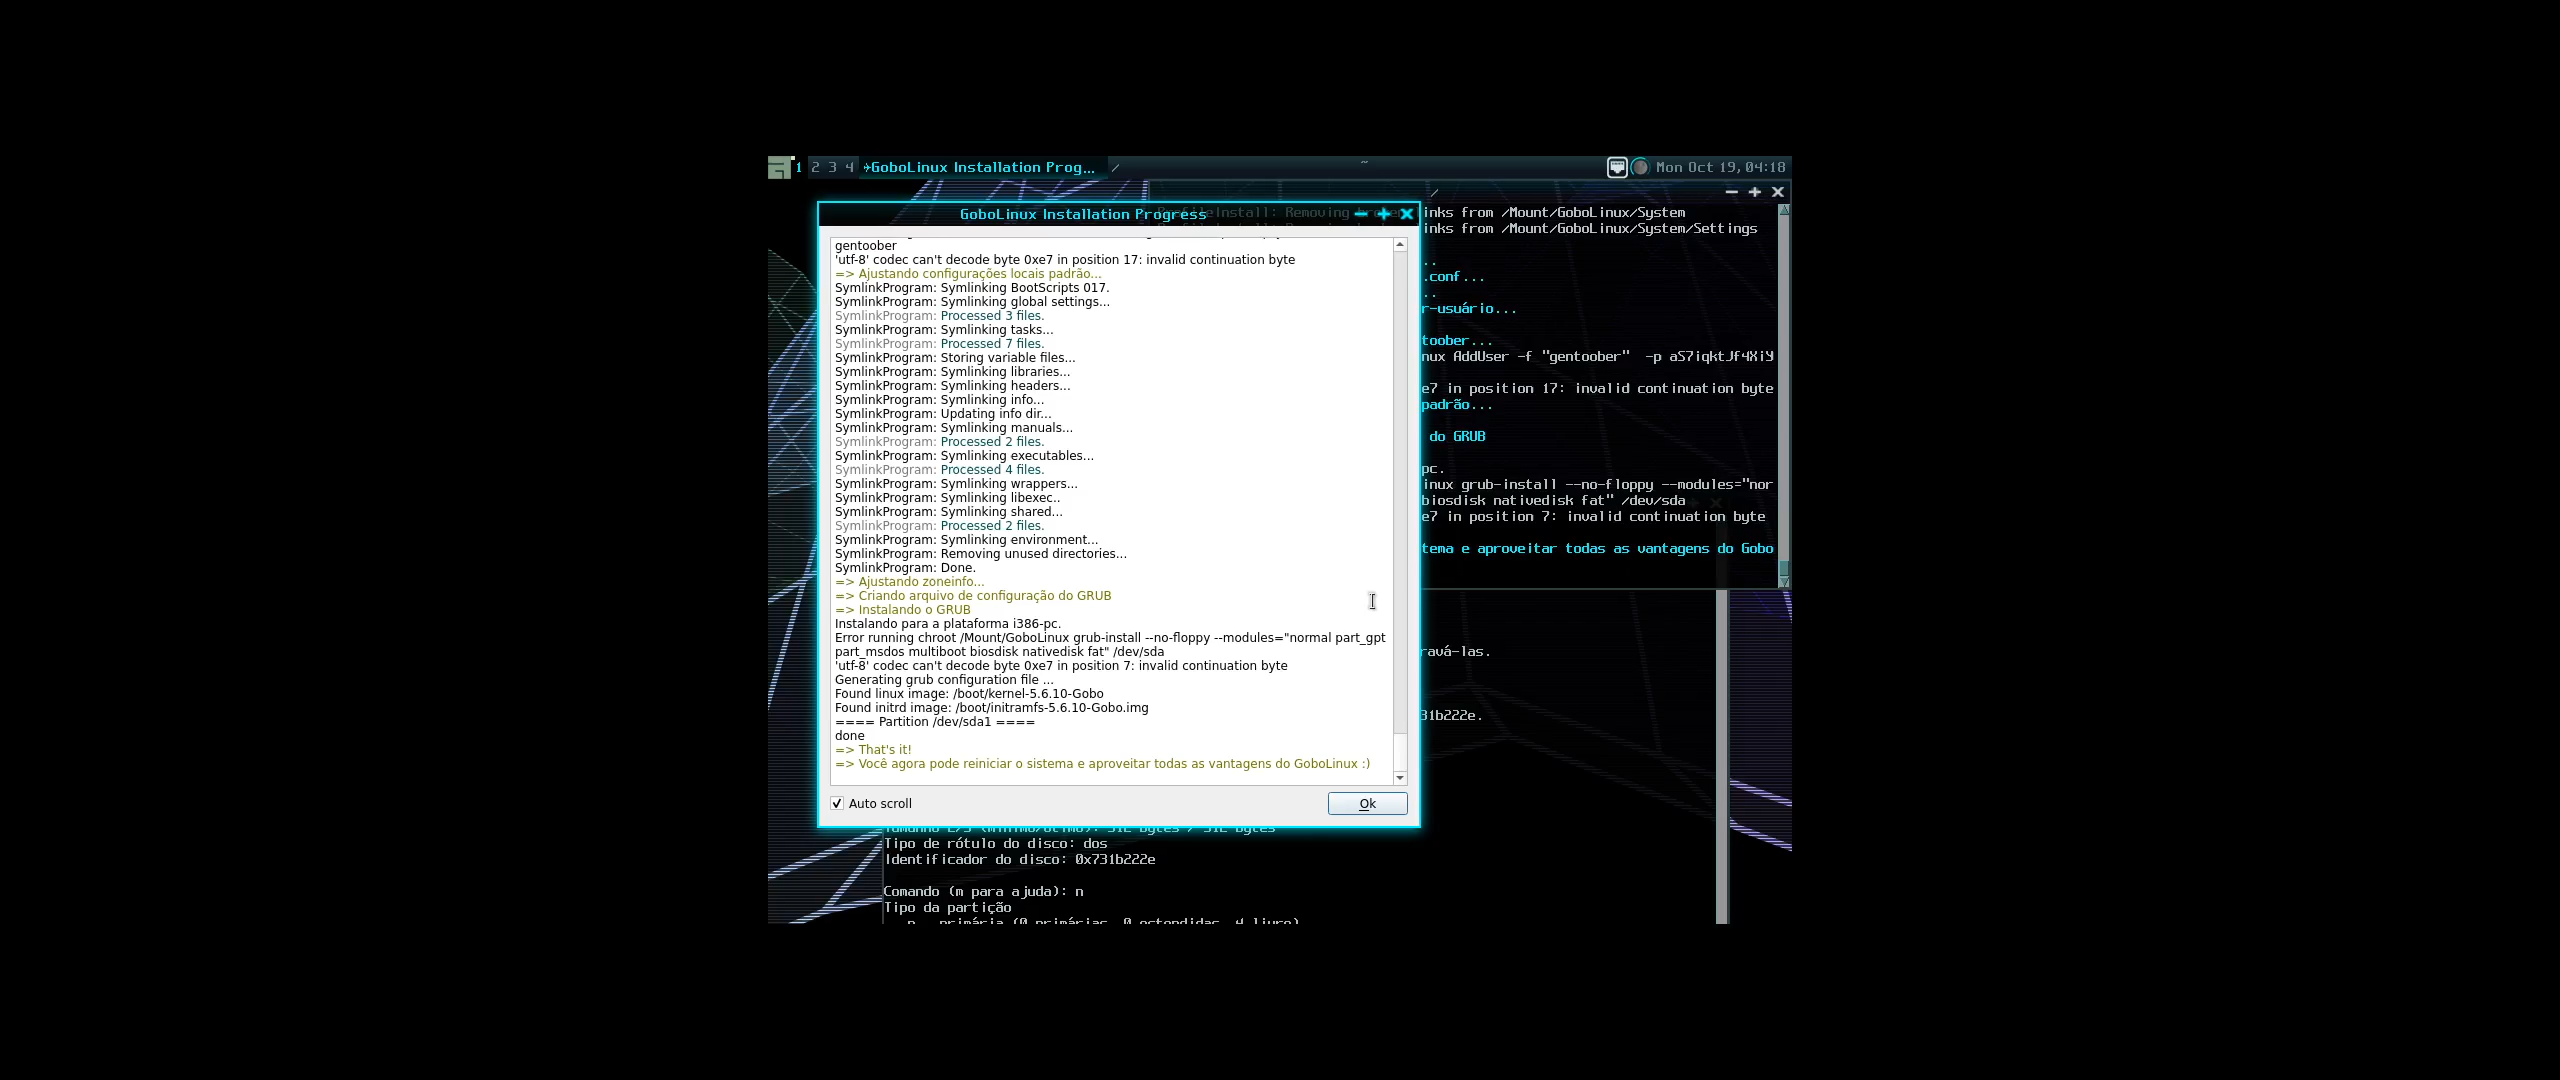 1 2 3 4 GoboLinux Installation Prog... / ~ Mon Oct 19, 04:18
/
GoboLinux Installation Progress
gentoober
'utf-8' codec can't decode byte 0xe7 in position 17: invalid continuation byte
=> Ajustando configurações locais padrão...
SymlinkProgram: Symlinking BootScripts 017.
SymlinkProgram: Symlinking global settings...
SymlinkProgram: Processed 3 files.
SymlinkProgram: Symlinking tasks...
SymlinkProgram: Processed 7 files.
SymlinkProgram: Storing variable files...
SymlinkProgram: Symlinking libraries...
SymlinkProgram: Symlinking headers...
SymlinkProgram: Symlinking info...
SymlinkProgram: Updating info dir...
SymlinkProgram: Symlinking manuals...
SymlinkProgram: Processed 2 files.
SymlinkProgram: Symlinking executables...
SymlinkProgram: Processed 4 files.
SymlinkProgram: Symlinking wrappers...
SymlinkProgram: Symlinking libexec..
SymlinkProgram: Symlinking shared...
SymlinkProgram: Processed 2 files.
SymlinkProgram: Symlinking environment...
SymlinkProgram: Removing unused directories...
SymlinkProgram: Done.
=> Ajustando zoneinfo...
=> Criando arquivo de configuração do GRUB
=> Instalando o GRUB
Instalando para a plataforma i386-pc.
Error running chroot /Mount/GoboLinux grub-install --no-floppy --modules="normal part_gpt
part_msdos multiboot biosdisk nativedisk fat" /dev/sda
'utf-8' codec can't decode byte 0xe7 in position 7: invalid continuation byte
Generating grub configuration file ...
Found linux image: /boot/kernel-5.6.10-Gobo
Found initrd image: /boot/initramfs-5.6.10-Gobo.img
==== Partition /dev/sda1 ====
done
=> That's it!
=> Você agora pode reiniciar o sistema e aproveitar todas as vantagens do GoboLinux :)
Auto scroll
Ok
inks from /Mount/GoboLinux/System
inks from /Mount/GoboLinux/System/Settings
..
.conf...
..
r-usuário...
toober...
nux AddUser -f "gentoober" -p aS7iqktJf4XiY
e7 in position 17: invalid continuation byte
padrão...
do GRUB
pc.
inux grub-install --no-floppy --modules="nor
biosdisk nativedisk fat" /dev/sda
e7 in position 7: invalid continuation byte
tema e aproveitar todas as vantagens do Gobo
ravá-las.
31b222e.
Tipo de rótulo do disco: dos
Identificador do disco: 0x731b222e
Comando (m para ajuda): n
Tipo da partição